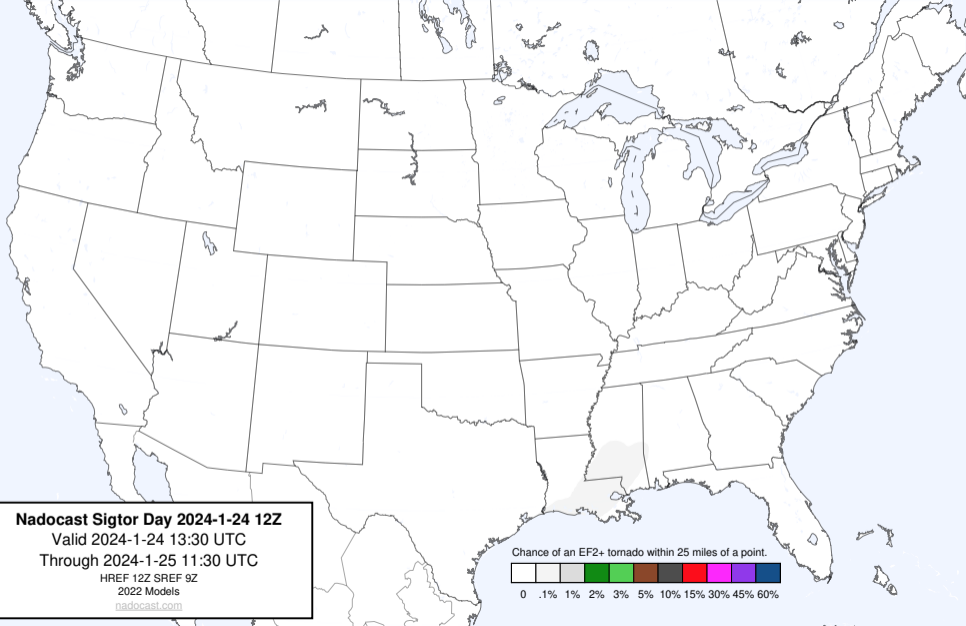 Nadocast Sigtor Day 2024-1-24 12Z
Valid 2024-1-24 13:30 UTC
Through 2024-1-25 11:30 UTC
HREF 12Z SREF 9Z
2022 Models
nadocast.com
Chance of an EF2+ tornado within 25 miles of a point.
0 .1% 1% 2% 3% 5% 10% 15% 30% 45% 60%